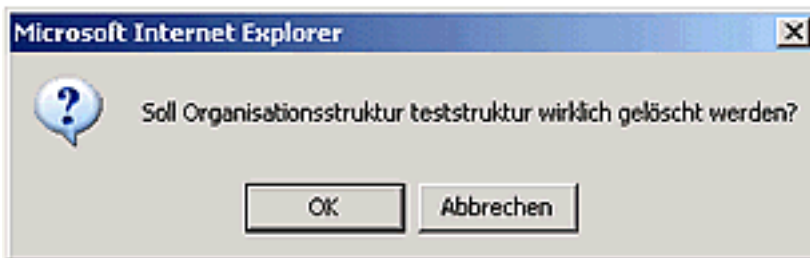 Microsoft Internet Explorer
Soll Organisationsstruktur teststruktur wirklich gelöscht werden?
OK
Abbrechen